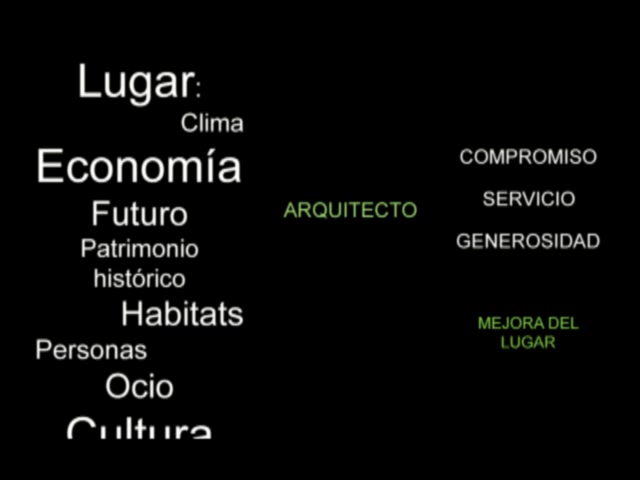 Lugar:
Clima
Economía
Futuro
Patrimonio
histórico
Habitats
Personas
Ocio
Cultura
ARQUITECTO
COMPROMISO
SERVICIO
GENEROSIDAD
MEJORA DEL
LUGAR